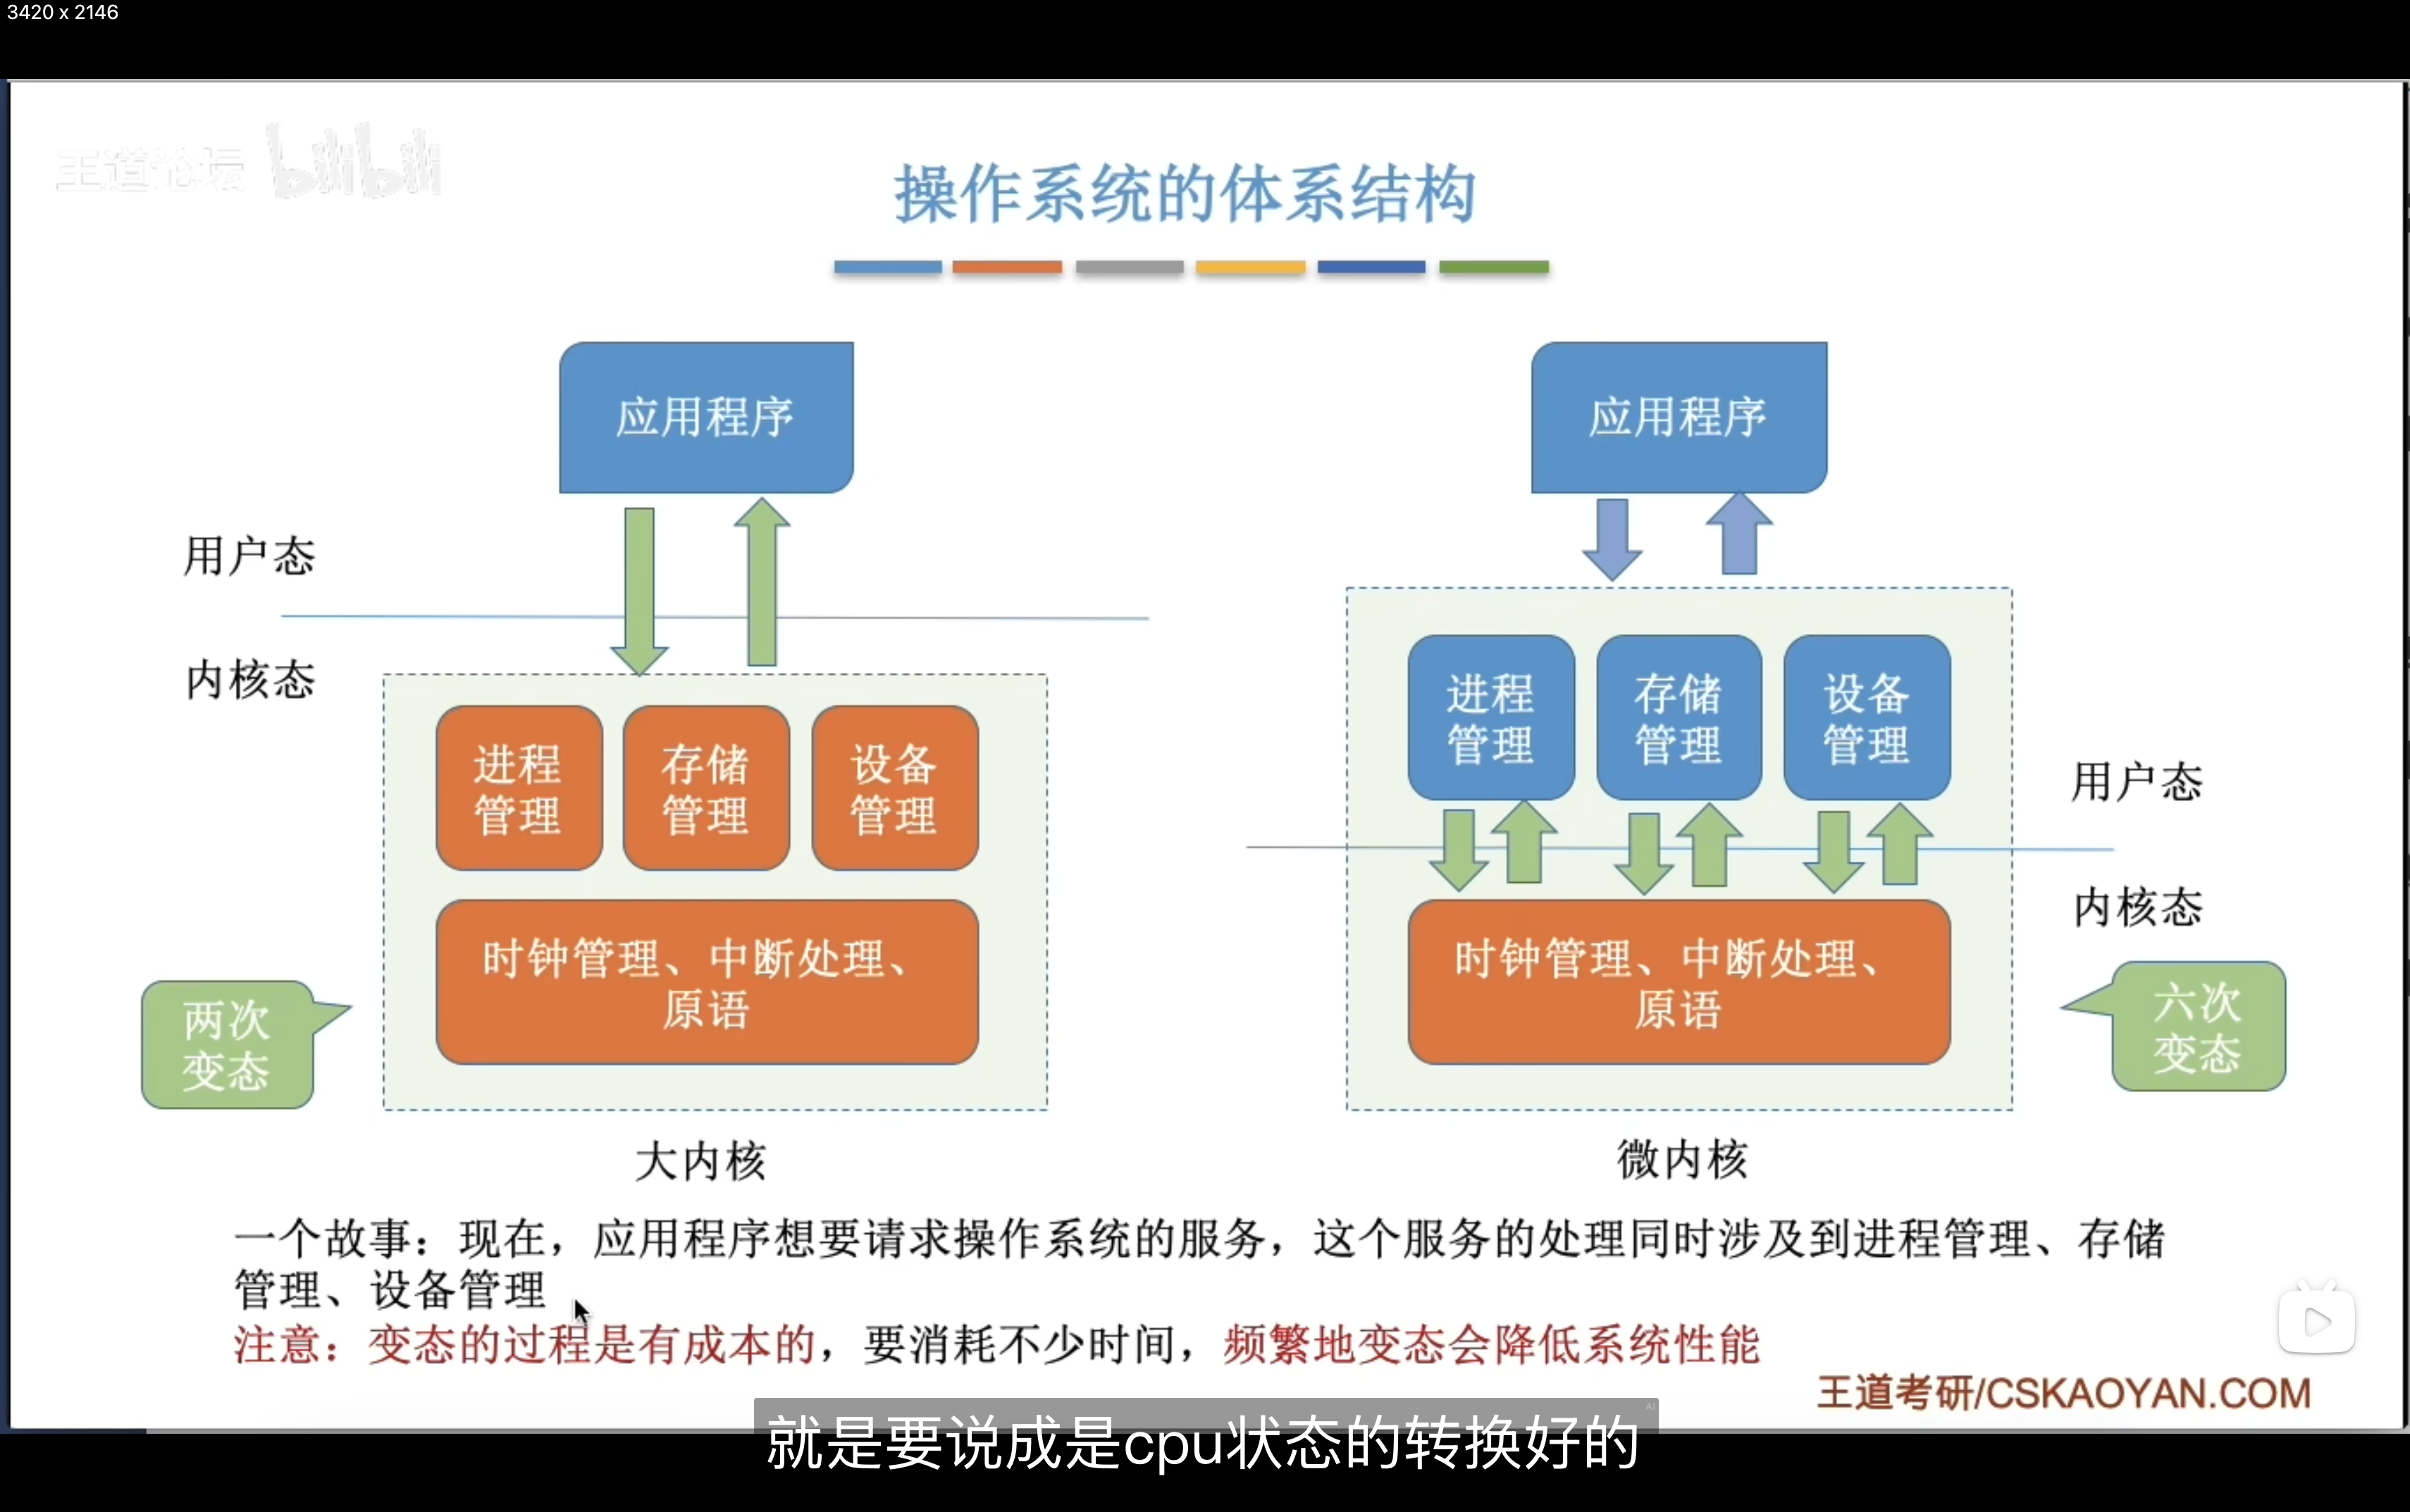 3420 x 2146
王道论坛 bilibili
操作系统的体系结构
应用程序
用户态
内核态
进程
管理
存储
管理
设备
管理
时钟管理、中断处理、
原语
两次
变态
大内核
应用程序
进程
管理
存储
管理
设备
管理
用户态
内核态
时钟管理、中断处理、
原语
六次
变态
微内核
一个故事：现在，应用程序想要请求操作系统的服务，这个服务的处理同时涉及到进程管理、存储
管理、设备管理
注意：变态的过程是有成本的，要消耗不少时间，频繁地变态会降低系统性能
王道考研/CSKAOYAN.COM
AI
就是要说成是cpu状态的转换好的